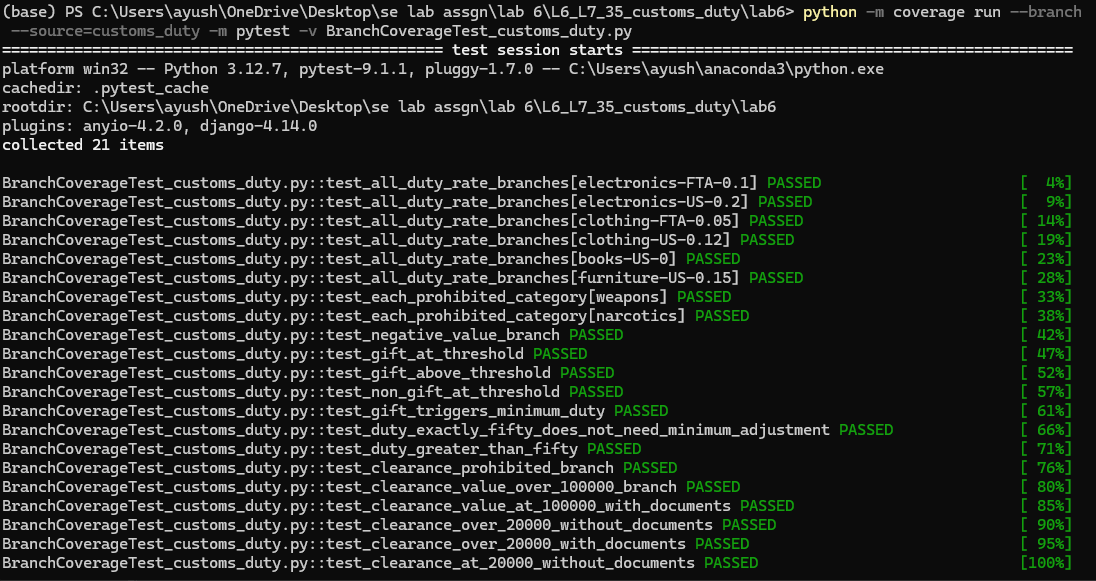 (base) PS C:\Users\ayush\OneDrive\Desktop\se lab assgn\lab 6\L6_L7_35_customs_duty\lab6> python -m coverage run --branch
 --source=customs_duty -m pytest -v BranchCoverageTest_customs_duty.py
================================================= test session starts =================================================
platform win32 -- Python 3.12.7, pytest-9.1.1, pluggy-1.7.0 -- C:\Users\ayush\anaconda3\python.exe
cachedir: .pytest_cache
rootdir: C:\Users\ayush\OneDrive\Desktop\se lab assgn\lab 6\L6_L7_35_customs_duty\lab6
plugins: anyio-4.2.0, django-4.14.0
collected 21 items

BranchCoverageTest_customs_duty.py::test_all_duty_rate_branches[electronics-FTA-0.1] PASSED                      [  4%]
BranchCoverageTest_customs_duty.py::test_all_duty_rate_branches[electronics-US-0.2] PASSED                       [  9%]
BranchCoverageTest_customs_duty.py::test_all_duty_rate_branches[clothing-FTA-0.05] PASSED                        [ 14%]
BranchCoverageTest_customs_duty.py::test_all_duty_rate_branches[clothing-US-0.12] PASSED                         [ 19%]
BranchCoverageTest_customs_duty.py::test_all_duty_rate_branches[books-US-0] PASSED                               [ 23%]
BranchCoverageTest_customs_duty.py::test_all_duty_rate_branches[furniture-US-0.15] PASSED                        [ 28%]
BranchCoverageTest_customs_duty.py::test_each_prohibited_category[weapons] PASSED                                [ 33%]
BranchCoverageTest_customs_duty.py::test_each_prohibited_category[narcotics] PASSED                              [ 38%]
BranchCoverageTest_customs_duty.py::test_negative_value_branch PASSED                                            [ 42%]
BranchCoverageTest_customs_duty.py::test_gift_at_threshold PASSED                                                [ 47%]
BranchCoverageTest_customs_duty.py::test_gift_above_threshold PASSED                                             [ 52%]
BranchCoverageTest_customs_duty.py::test_non_gift_at_threshold PASSED                                            [ 57%]
BranchCoverageTest_customs_duty.py::test_gift_triggers_minimum_duty PASSED                                       [ 61%]
BranchCoverageTest_customs_duty.py::test_duty_exactly_fifty_does_not_need_minimum_adjustment PASSED              [ 66%]
BranchCoverageTest_customs_duty.py::test_duty_greater_than_fifty PASSED                                          [ 71%]
BranchCoverageTest_customs_duty.py::test_clearance_prohibited_branch PASSED                                      [ 76%]
BranchCoverageTest_customs_duty.py::test_clearance_value_over_100000_branch PASSED                               [ 80%]
BranchCoverageTest_customs_duty.py::test_clearance_value_at_100000_with_documents PASSED                         [ 85%]
BranchCoverageTest_customs_duty.py::test_clearance_over_20000_without_documents PASSED                           [ 90%]
BranchCoverageTest_customs_duty.py::test_clearance_over_20000_with_documents PASSED                              [ 95%]
BranchCoverageTest_customs_duty.py::test_clearance_at_20000_without_documents PASSED                             [100%]